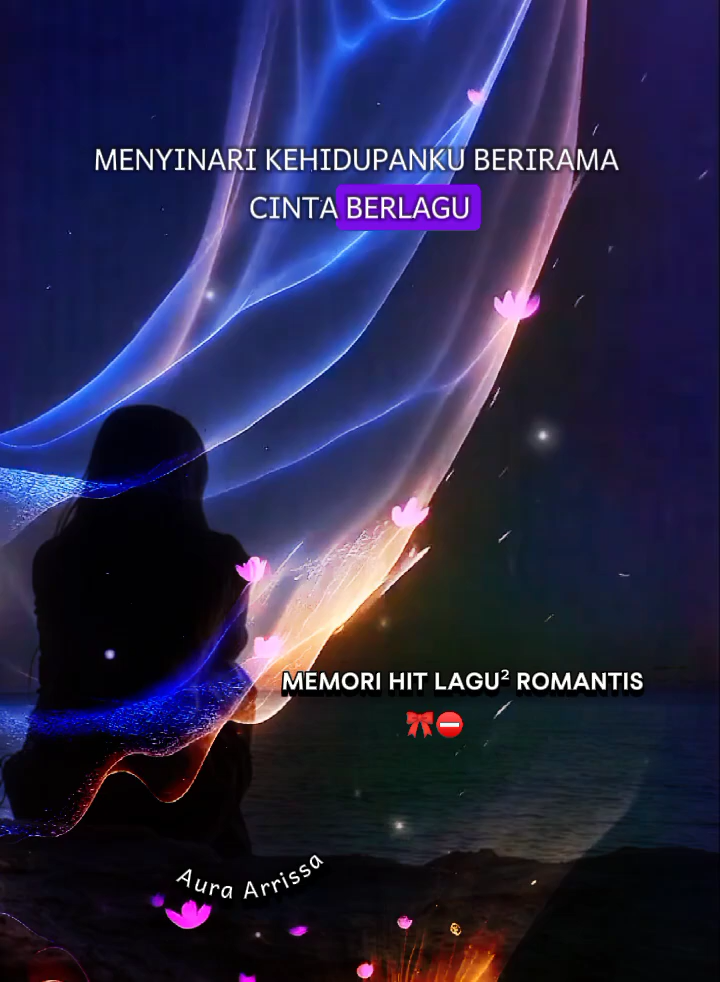 MENYINARI KEHIDUPANKU BERIRAMA
CINTA BERLAGU
MEMORI HIT LAGU² ROMANTIS
🎀⛔
Aura Arrissa